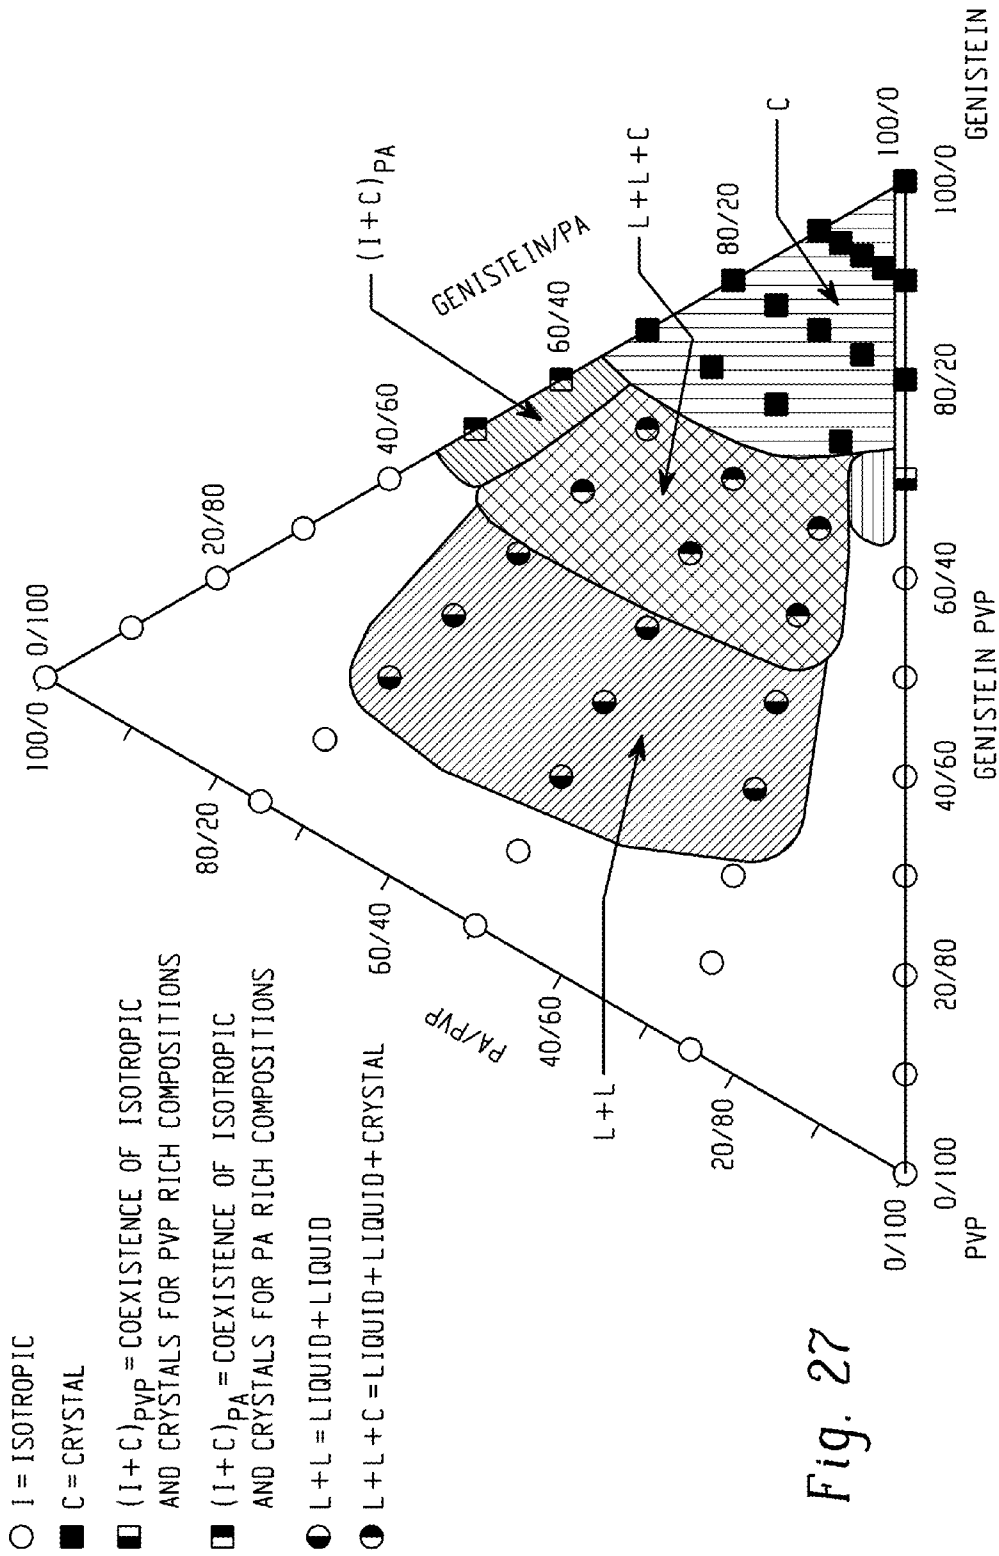 ○ I = ISOTROPIC
■ C = CRYSTAL
(I+C)PVP = COEXISTENCE OF ISOTROPIC
AND CRYSTALS FOR PVP RICH COMPOSITIONS
(I+C)PA = COEXISTENCE OF ISOTROPIC
AND CRYSTALS FOR PA RICH COMPOSITIONS
L+L = LIQUID+LIQUID
L+L+C = LIQUID+LIQUID+CRYSTAL
100/0
0/100
20/80
40/60
(I+C)PA
GENISTEIN/PA
60/40
L+L+C
80/20
C
100/0
80/20
60/40
PA/PVP
40/60
L+L
20/80
0/100
0/100
20/80
40/60
60/40
80/20
100/0
PVP
GENISTEIN PVP
GENISTEIN
Fig. 27